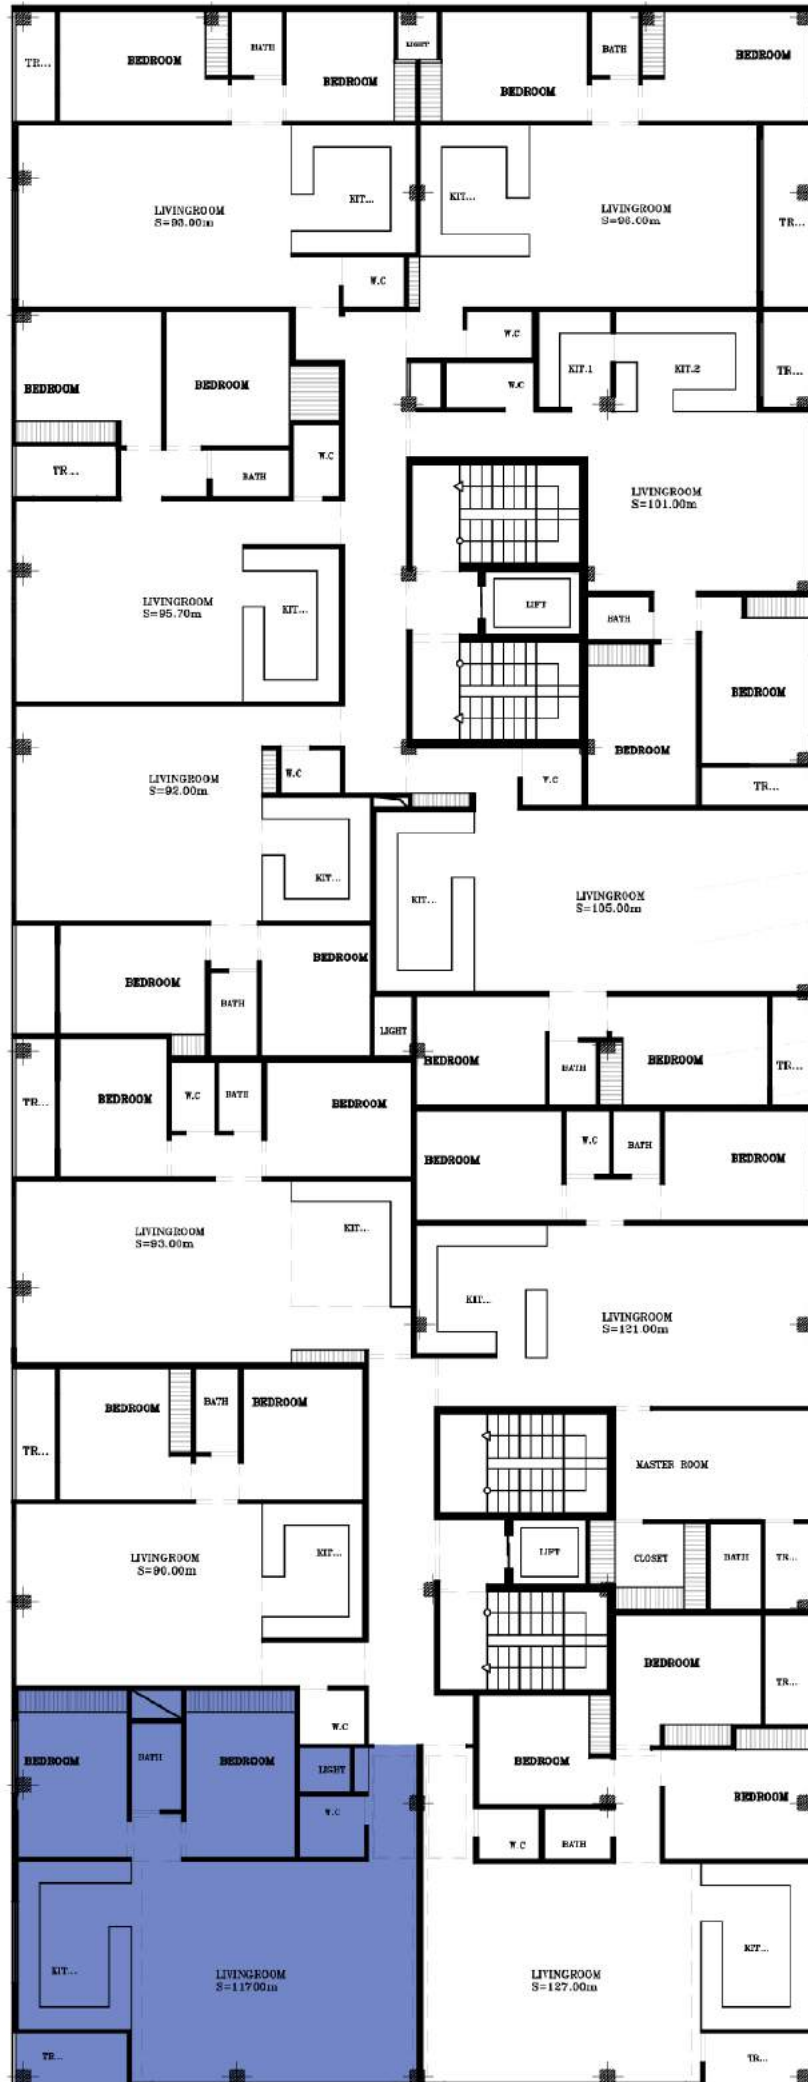 TR...
BEDROOM
BATH
BEDROOM
LIGHT
BEDROOM
BATH
BEDROOM
KIT...
KIT...
LIVINGROOM
S=93.00m
LIVINGROOM
S=96.00m
TR...
W.C
W.C
BEDROOM
BEDROOM
W.C
KIT.1
KIT.2
TR...
TR...
BATH
W.C
LIVINGROOM
S=101.00m
LIVINGROOM
S=95.70m
KIT...
LIFT
BATH
BEDROOM
BEDROOM
LIVINGROOM
S=92.00m
W.C
W.C
TR...
KIT...
KIT...
LIVINGROOM
S=105.00m
BEDROOM
BEDROOM
BATH
LIGHT
BEDROOM
BATH
BEDROOM
TR...
TR...
BEDROOM
W.C
BATH
BEDROOM
BEDROOM
W.C
BATH
BEDROOM
LIVINGROOM
S=93.00m
KIT...
KIT...
LIVINGROOM
S=121.00m
BEDROOM
BATH
BEDROOM
TR...
MASTER ROOM
LIVINGROOM
S=90.00m
KIT...
LIFT
CLOSET
BATH
TR...
BEDROOM
TR...
W.C
BEDROOM
BATH
BEDROOM
LIGHT
BEDROOM
BEDROOM
W.C
W.C
BATH
KIT...
LIVINGROOM
S=11700m
LIVINGROOM
S=127.00m
KIT...
TR...
TR...